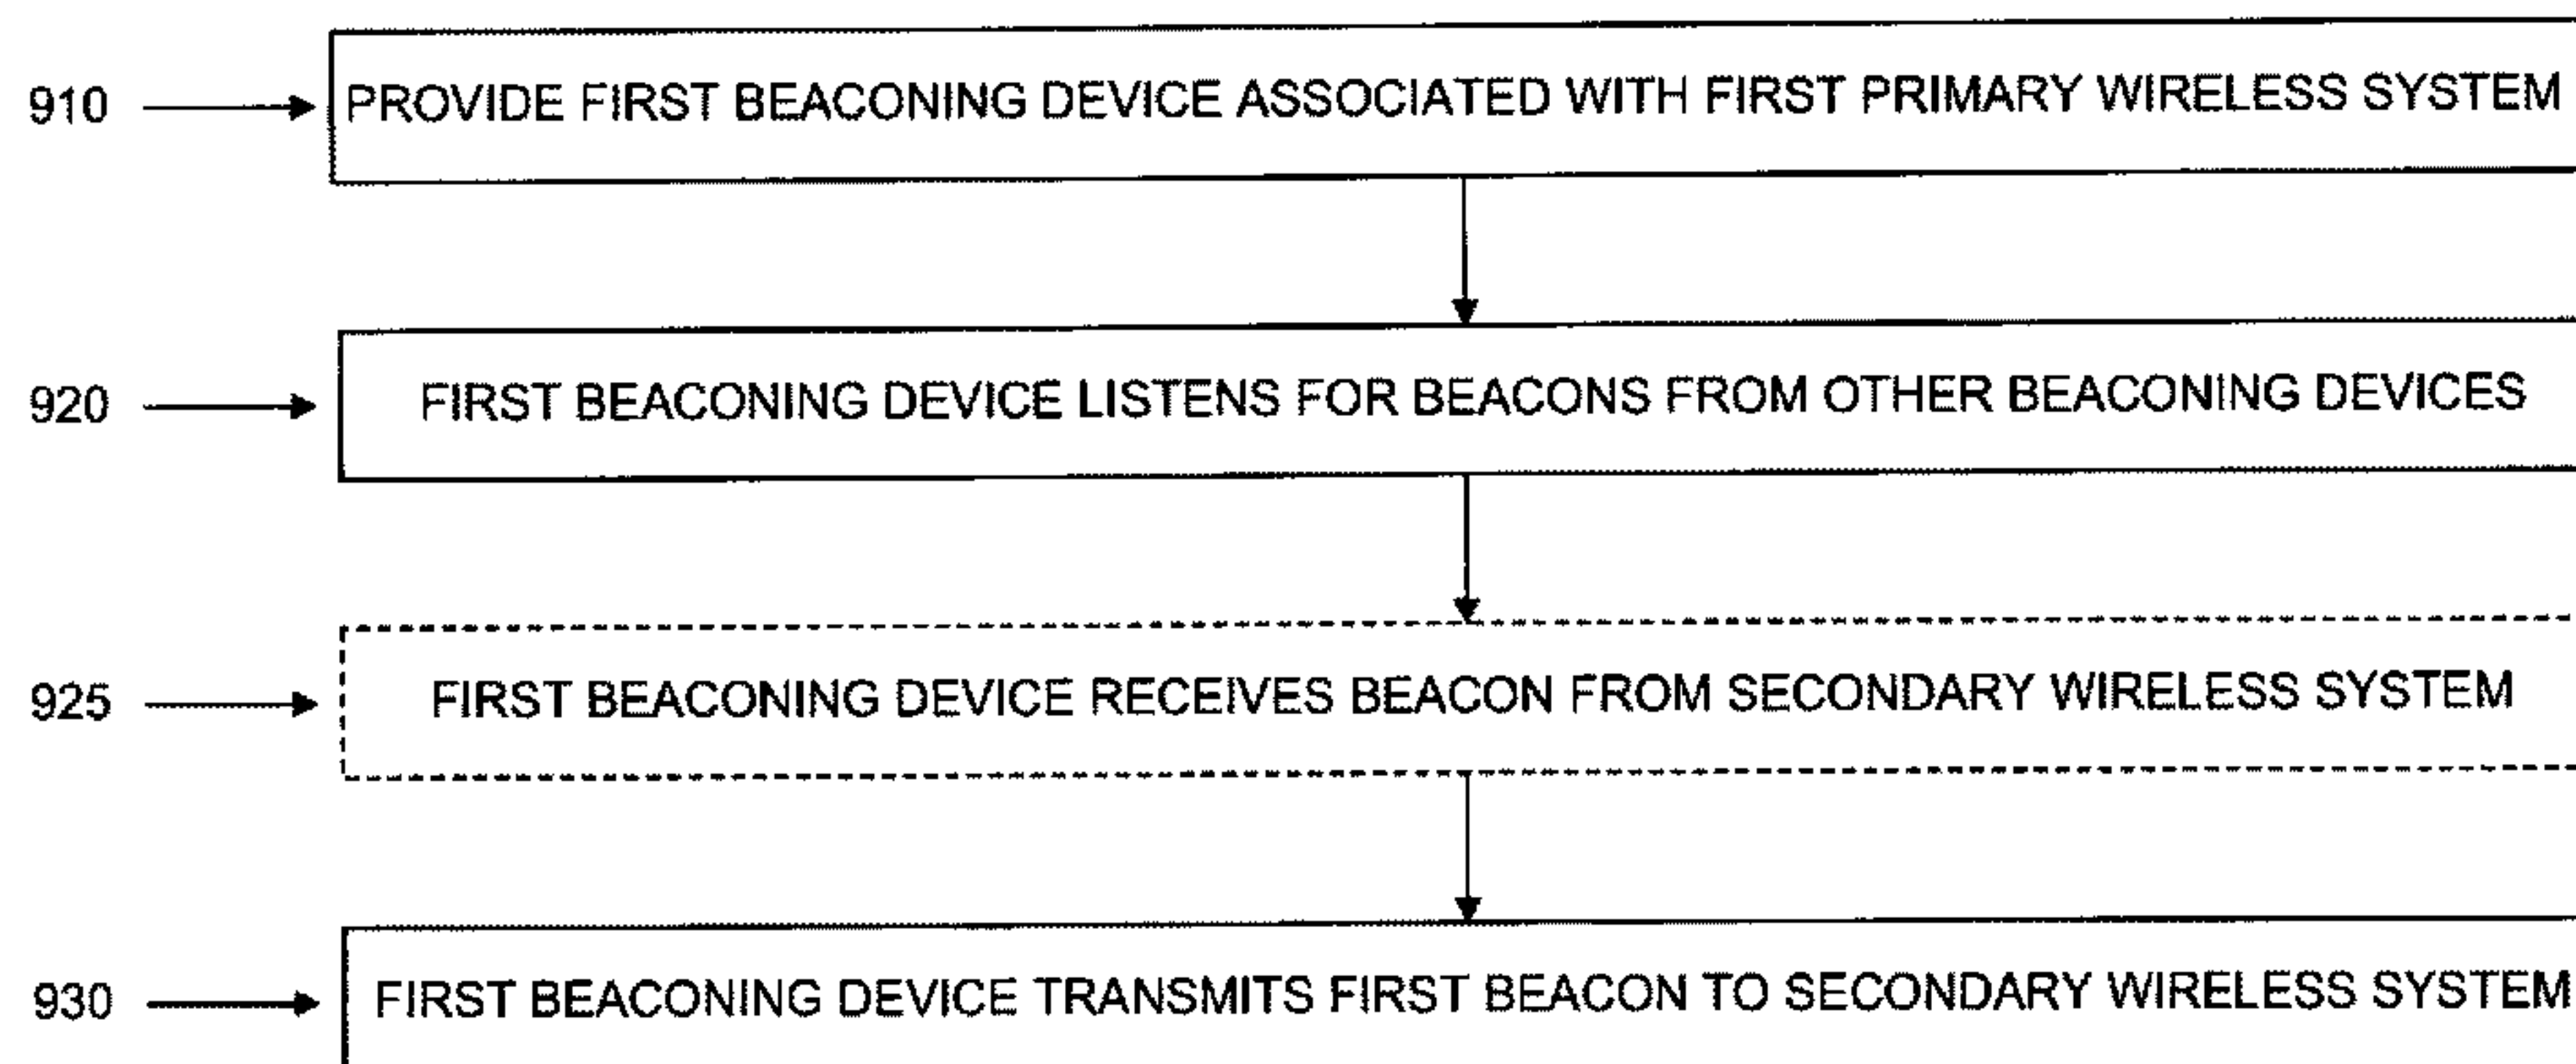 910 PROVIDE FIRST BEACONING DEVICE ASSOCIATED WITH FIRST PRIMARY WIRELESS SYSTEM
920 FIRST BEACONING DEVICE LISTENS FOR BEACONS FROM OTHER BEACONING DEVICES
925 FIRST BEACONING DEVICE RECEIVES BEACON FROM SECONDARY WIRELESS SYSTEM
930 FIRST BEACONING DEVICE TRANSMITS FIRST BEACON TO SECONDARY WIRELESS SYSTEM